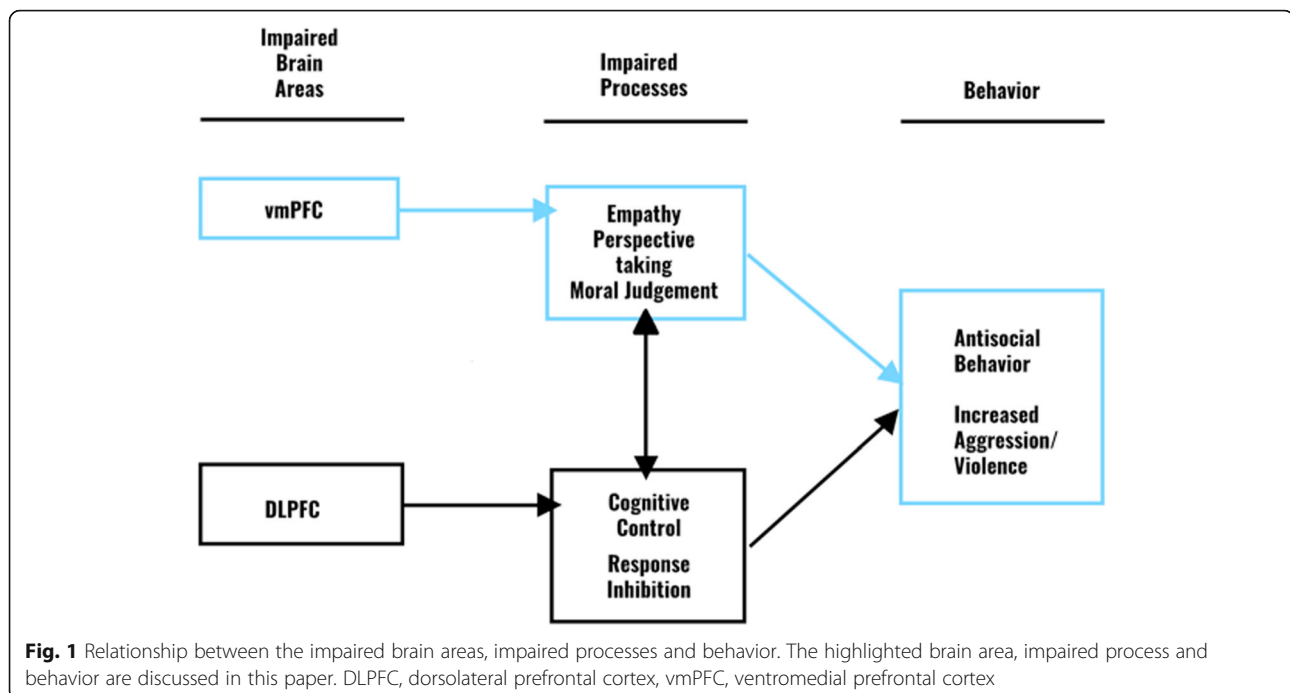 Impaired
Brain
Areas
Impaired
Processes
Behavior
vmPFC
Empathy
Perspective
taking
Moral Judgement
Antisocial
Behavior
Increased
Aggression/
Violence
DLPFC
Cognitive
Control
Response
Inhibition
Fig. 1 Relationship between the impaired brain areas, impaired processes and behavior. The highlighted brain area, impaired process and
behavior are discussed in this paper. DLPFC, dorsolateral prefrontal cortex, vmPFC, ventromedial prefrontal cortex